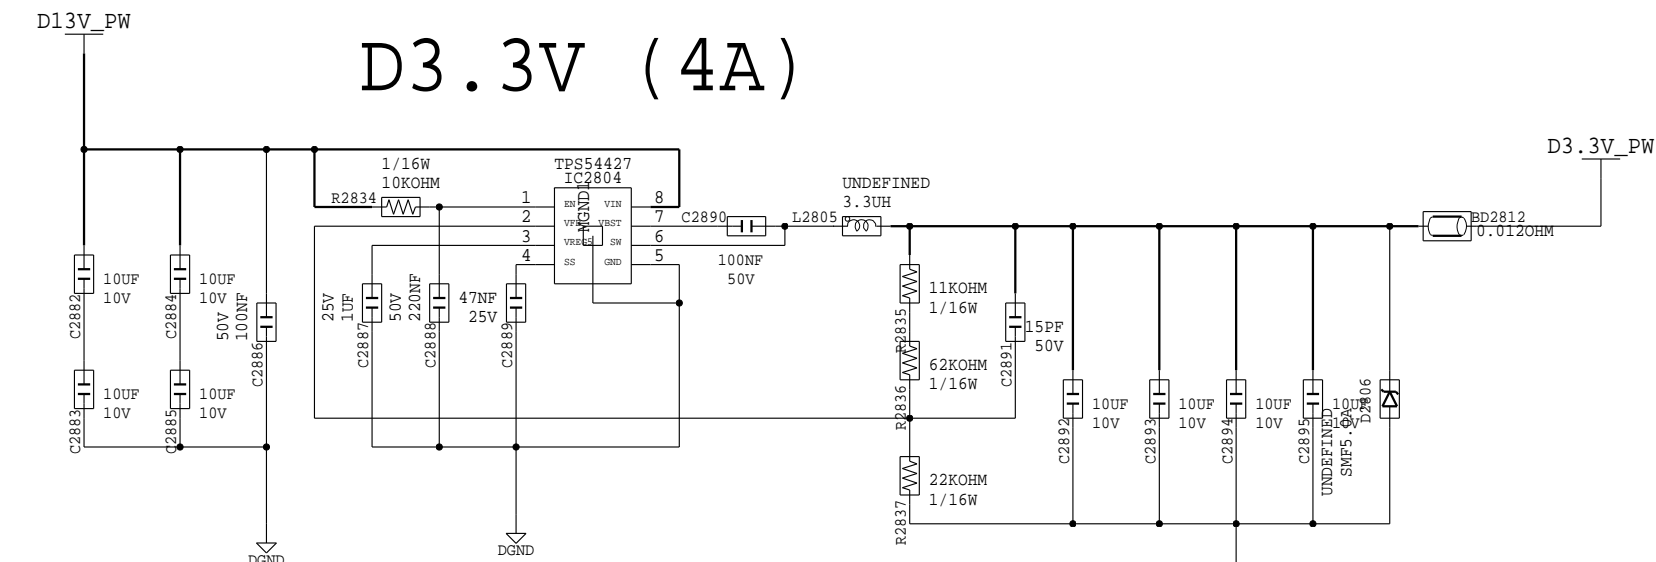 D13V_PW
D3.3V (4A)
D3.3V_PW
1/16W
10KOHM
R2834
TPS54427
IC2804
MGND1
1
2
3
4
EN
VFB
VREG5
SS
VIN
VBST
SW
GND
8
7
6
5
C2890
100NF
50V
L2805
UNDEFINED
3.3UH
BD2812
0.012OHM
10UF
10V
C2882
10UF
10V
C2884
50V
100NF
C2886
10UF
10V
C2883
10UF
10V
C2885
25V
1UF
C2887
50V
220NF
C2888
47NF
25V
C2889
11KOHM
1/16W
R2835
62KOHM
1/16W
R2836
22KOHM
1/16W
R2837
15PF
50V
C2891
10UF
10V
C2892
10UF
10V
C2893
10UF
10V
C2894
10UF
10V
C2895
UNDEFINED
SMF5.0A
D2806
DGND
DGND